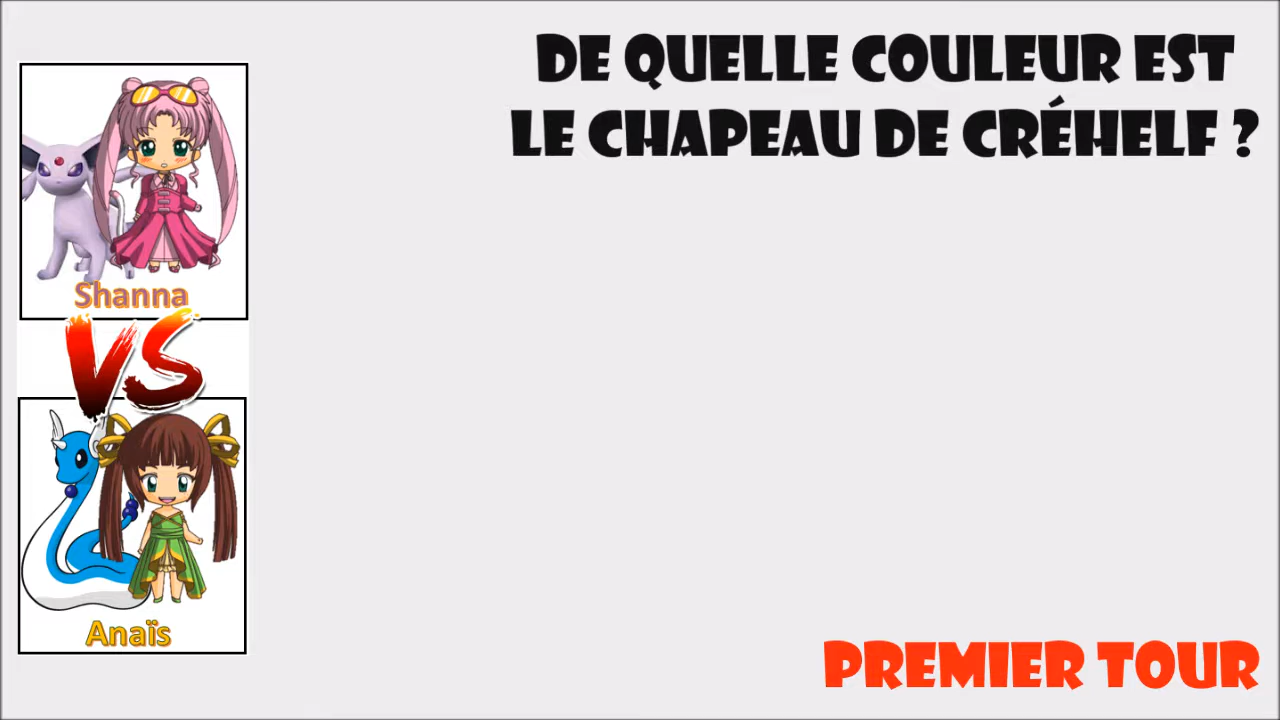 DE QUELLE COULEUR EST
LE CHAPEAU DE CRÉHELF ?
Shanna
VS
Anaïs
PREMIER TOUR